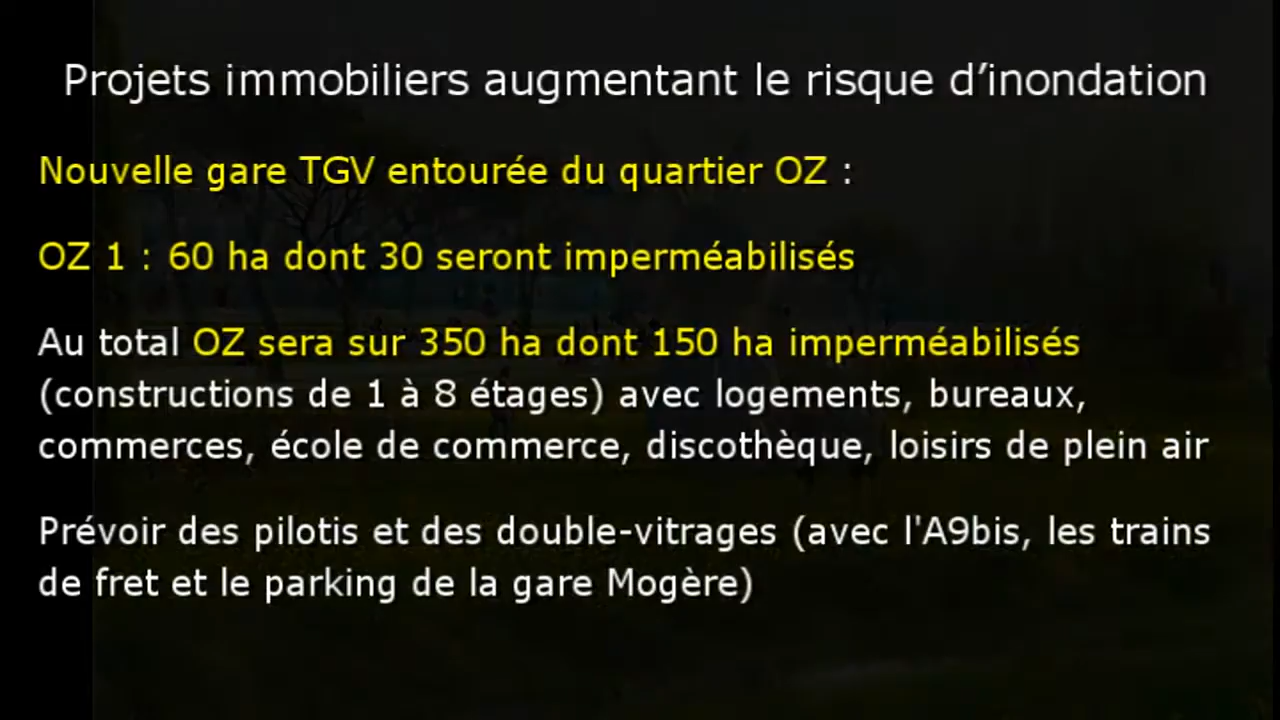 Projets immobiliers augmentant le risque d’inondation
Nouvelle gare TGV entourée du quartier OZ :
OZ 1 : 60 ha dont 30 seront imperméabilisés
Au total OZ sera sur 350 ha dont 150 ha imperméabilisés
(constructions de 1 à 8 étages) avec logements, bureaux,
commerces, école de commerce, discothèque, loisirs de plein air
Prévoir des pilotis et des double-vitrages (avec l'A9bis, les trains
de fret et le parking de la gare Mogère)